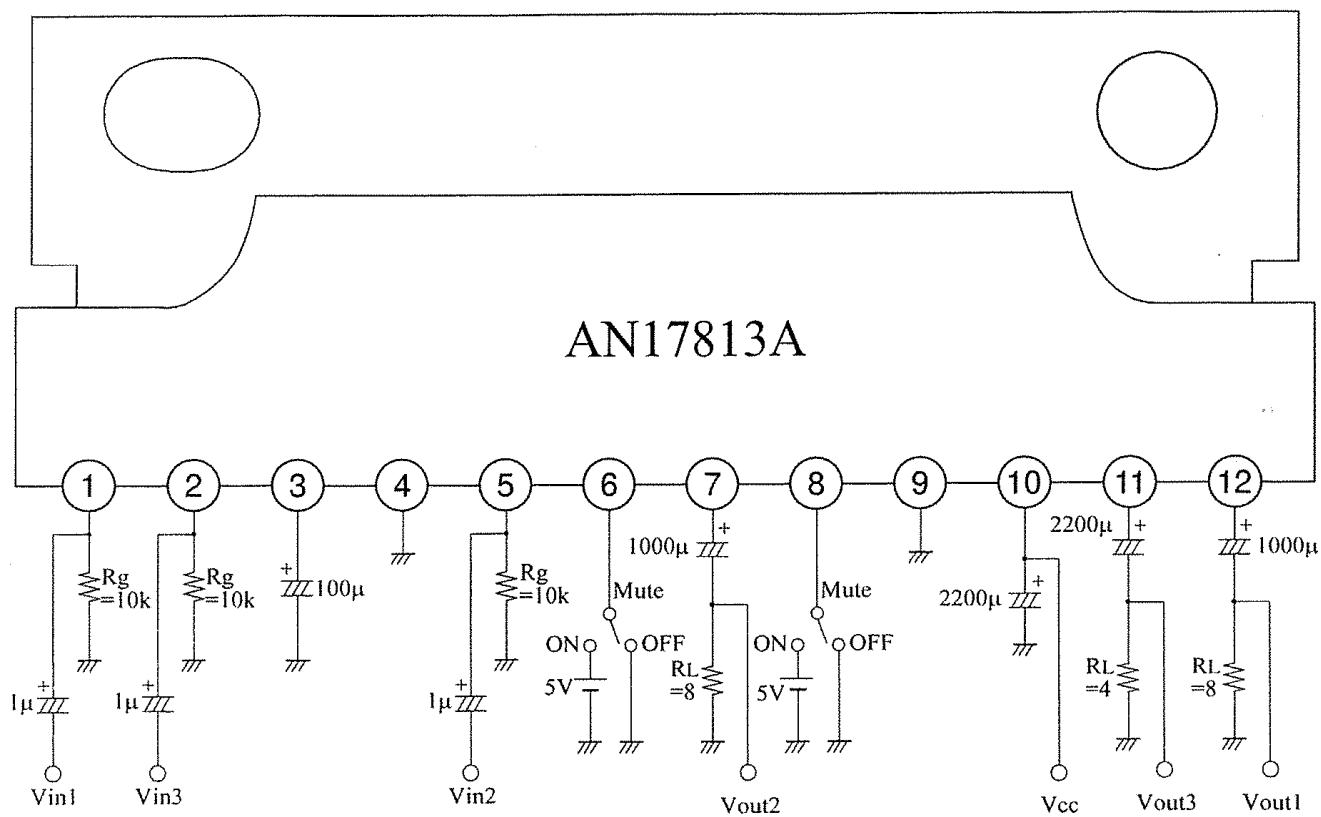 AN17813A
1 2 3 4 5 6 7 8 9 10 11 12
+ 2200μ +
1000μ 1000μ
Rg =10k
Rg =10k
+ 100μ
Rg =10k
Mute
Mute
2200μ +
ON OFF
ON OFF
5V
RL =8
5V
RL =4
RL =8
+ 1μ
+ 1μ
+ 1μ
Vin1 Vin3 Vin2 Vout2 Vcc Vout3 Vout1